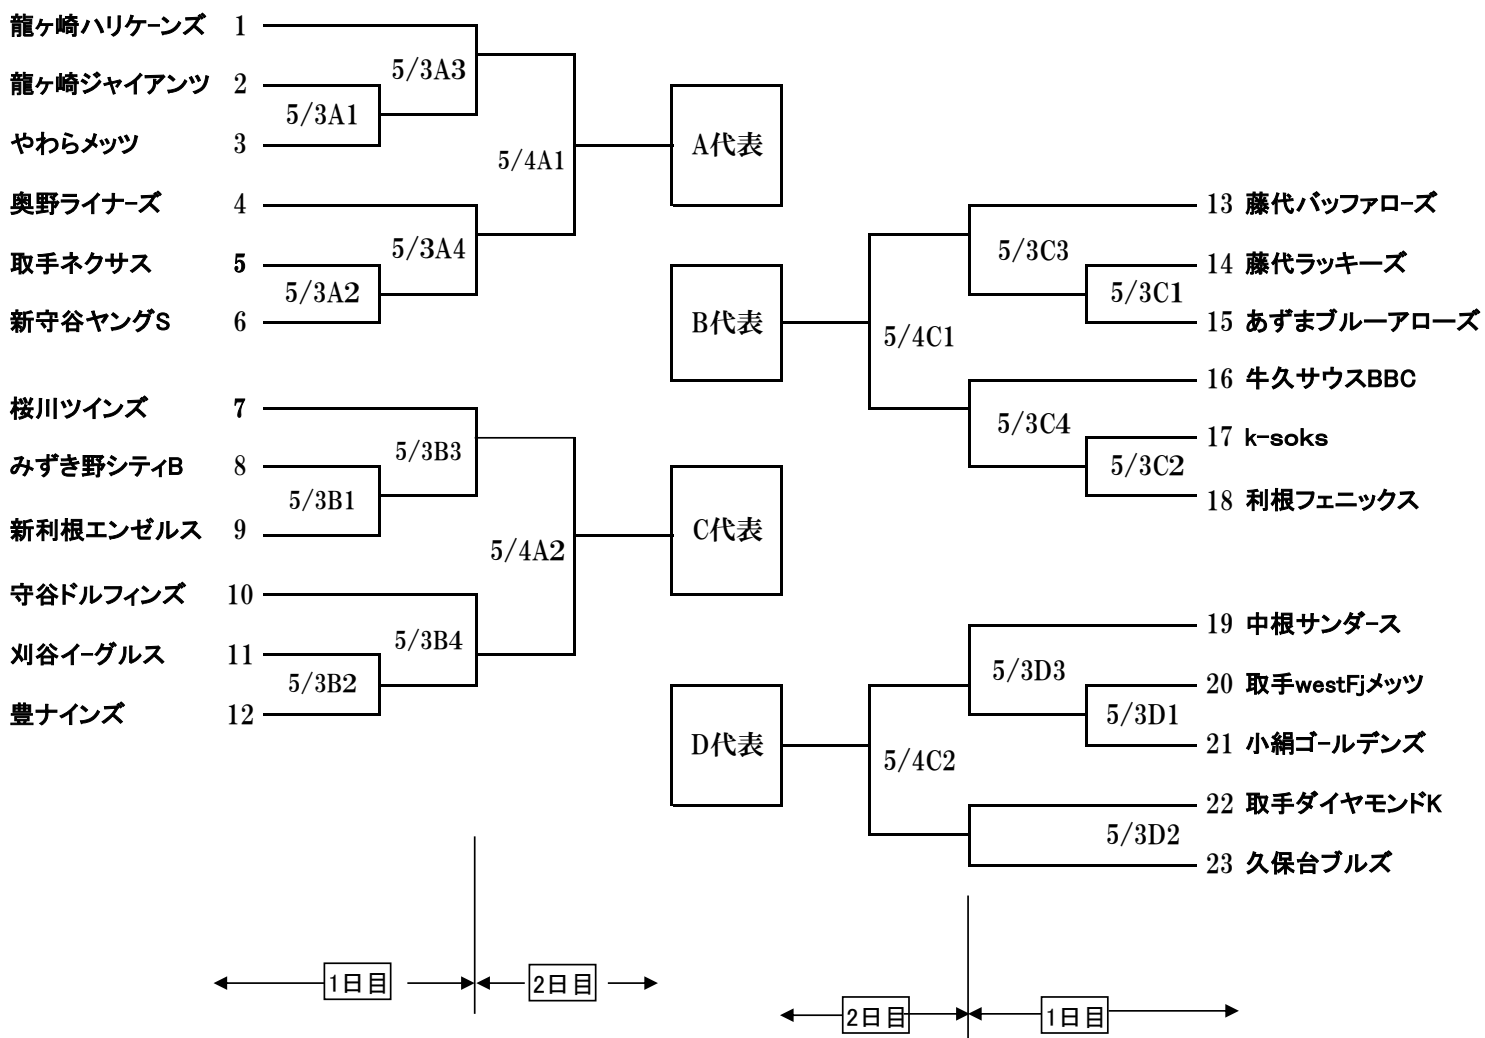 龍ヶ崎ハリケーンズ 1
5/3A3
龍ヶ崎ジャイアンツ 2
5/3A1
やわらメッツ 3
5/4A1
A代表
奥野ライナーズ 4
5/3A4
取手ネクサス 5
5/3A2
新守谷ヤングS 6
13 藤代バッファローズ
5/3C3
14 藤代ラッキーズ
5/3C1
15 あずまブルーアローズ
B代表
5/4C1
16 牛久サウスBBC
5/3C4
17 k-soks
5/3C2
18 利根フェニックス
桜川ツインズ 7
5/3B3
みずき野シティB 8
5/3B1
新利根エンゼルス 9
5/4A2
C代表
守谷ドルフィンズ 10
5/3B4
刈谷イーグルス 11
5/3B2
豊ナインズ 12
19 中根サンダース
5/3D3
20 取手westFjメッツ
5/3D1
21 小絹ゴールデンズ
D代表
5/4C2
22 取手ダイヤモンドK
5/3D2
23 久保台ブルズ
1日目
2日目
2日目
1日目